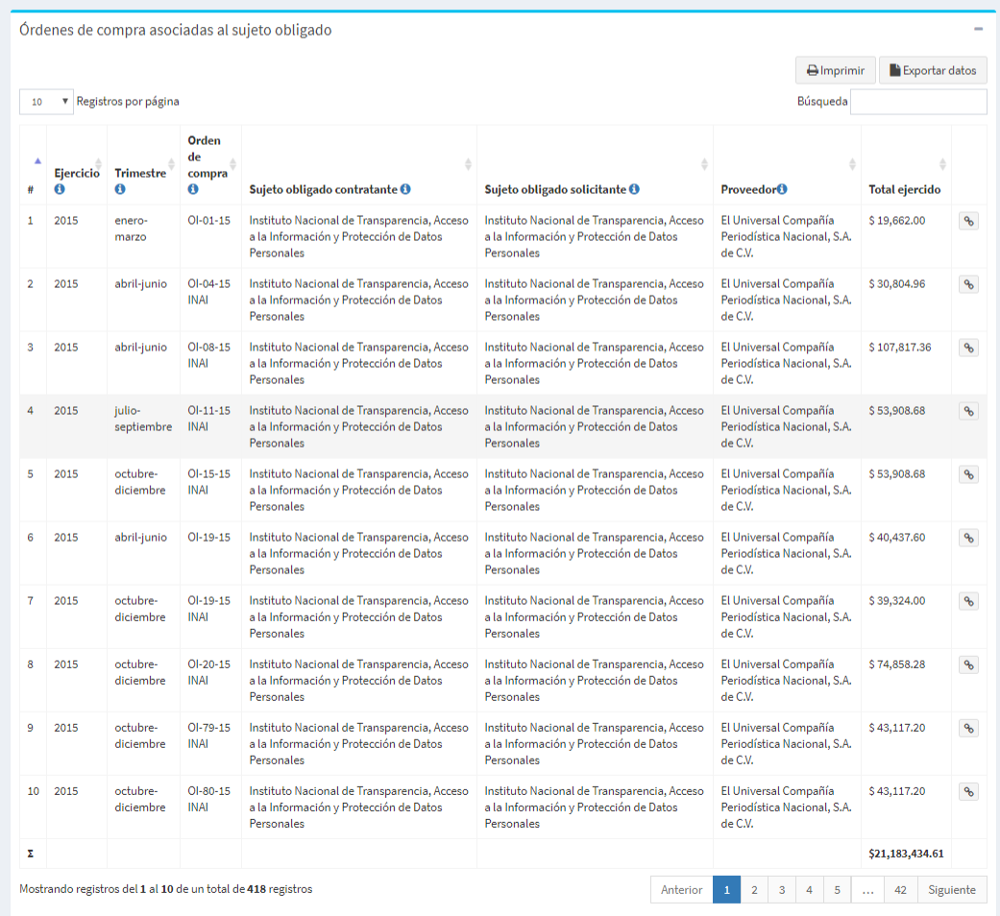 Órdenes de compra asociadas al sujeto obligado
Imprimir
Exportar datos
10 Registros por página
Búsqueda
#
Ejercicio
Trimestre
Orden
de
compra
Sujeto obligado contratante
Sujeto obligado solicitante
Proveedor
Total ejercido
1 2015 enero- OI-01-15 Instituto Nacional de Transparencia, Acceso Instituto Nacional de Transparencia, Acceso El Universal Compañía $ 19,662.00
marzo a la Información y Protección de Datos a la Información y Protección de Datos Periodística Nacional, S.A.
Personales Personales de C.V.
2 2015 abril-junio OI-04-15 Instituto Nacional de Transparencia, Acceso Instituto Nacional de Transparencia, Acceso El Universal Compañía $ 30,804.96
INAI a la Información y Protección de Datos a la Información y Protección de Datos Periodística Nacional, S.A.
Personales Personales de C.V.
3 2015 abril-junio OI-08-15 Instituto Nacional de Transparencia, Acceso Instituto Nacional de Transparencia, Acceso El Universal Compañía $ 107,817.36
INAI a la Información y Protección de Datos a la Información y Protección de Datos Periodística Nacional, S.A.
Personales Personales de C.V.
4 2015 julio- OI-11-15 Instituto Nacional de Transparencia, Acceso Instituto Nacional de Transparencia, Acceso El Universal Compañía $ 53,908.68
septiembre INAI a la Información y Protección de Datos a la Información y Protección de Datos Periodística Nacional, S.A.
Personales Personales de C.V.
5 2015 octubre- OI-15-15 Instituto Nacional de Transparencia, Acceso Instituto Nacional de Transparencia, Acceso El Universal Compañía $ 53,908.68
diciembre INAI a la Información y Protección de Datos a la Información y Protección de Datos Periodística Nacional, S.A.
Personales Personales de C.V.
6 2015 abril-junio OI-19-15 Instituto Nacional de Transparencia, Acceso Instituto Nacional de Transparencia, Acceso El Universal Compañía $ 40,437.60
a la Información y Protección de Datos a la Información y Protección de Datos Periodística Nacional, S.A.
Personales Personales de C.V.
7 2015 octubre- OI-19-15 Instituto Nacional de Transparencia, Acceso Instituto Nacional de Transparencia, Acceso El Universal Compañía $ 39,324.00
diciembre INAI a la Información y Protección de Datos a la Información y Protección de Datos Periodística Nacional, S.A.
Personales Personales de C.V.
8 2015 octubre- OI-20-15 Instituto Nacional de Transparencia, Acceso Instituto Nacional de Transparencia, Acceso El Universal Compañía $ 74,858.28
diciembre INAI a la Información y Protección de Datos a la Información y Protección de Datos Periodística Nacional, S.A.
Personales Personales de C.V.
9 2015 octubre- OI-79-15 Instituto Nacional de Transparencia, Acceso Instituto Nacional de Transparencia, Acceso El Universal Compañía $ 43,117.20
diciembre INAI a la Información y Protección de Datos a la Información y Protección de Datos Periodística Nacional, S.A.
Personales Personales de C.V.
10 2015 octubre- OI-80-15 Instituto Nacional de Transparencia, Acceso Instituto Nacional de Transparencia, Acceso El Universal Compañía $ 43,117.20
diciembre INAI a la Información y Protección de Datos a la Información y Protección de Datos Periodística Nacional, S.A.
Personales Personales de C.V.
Σ $21,183,434.61
Mostrando registros del 1 al 10 de un total de 418 registros
Anterior 1 2 3 4 5 … 42 Siguiente